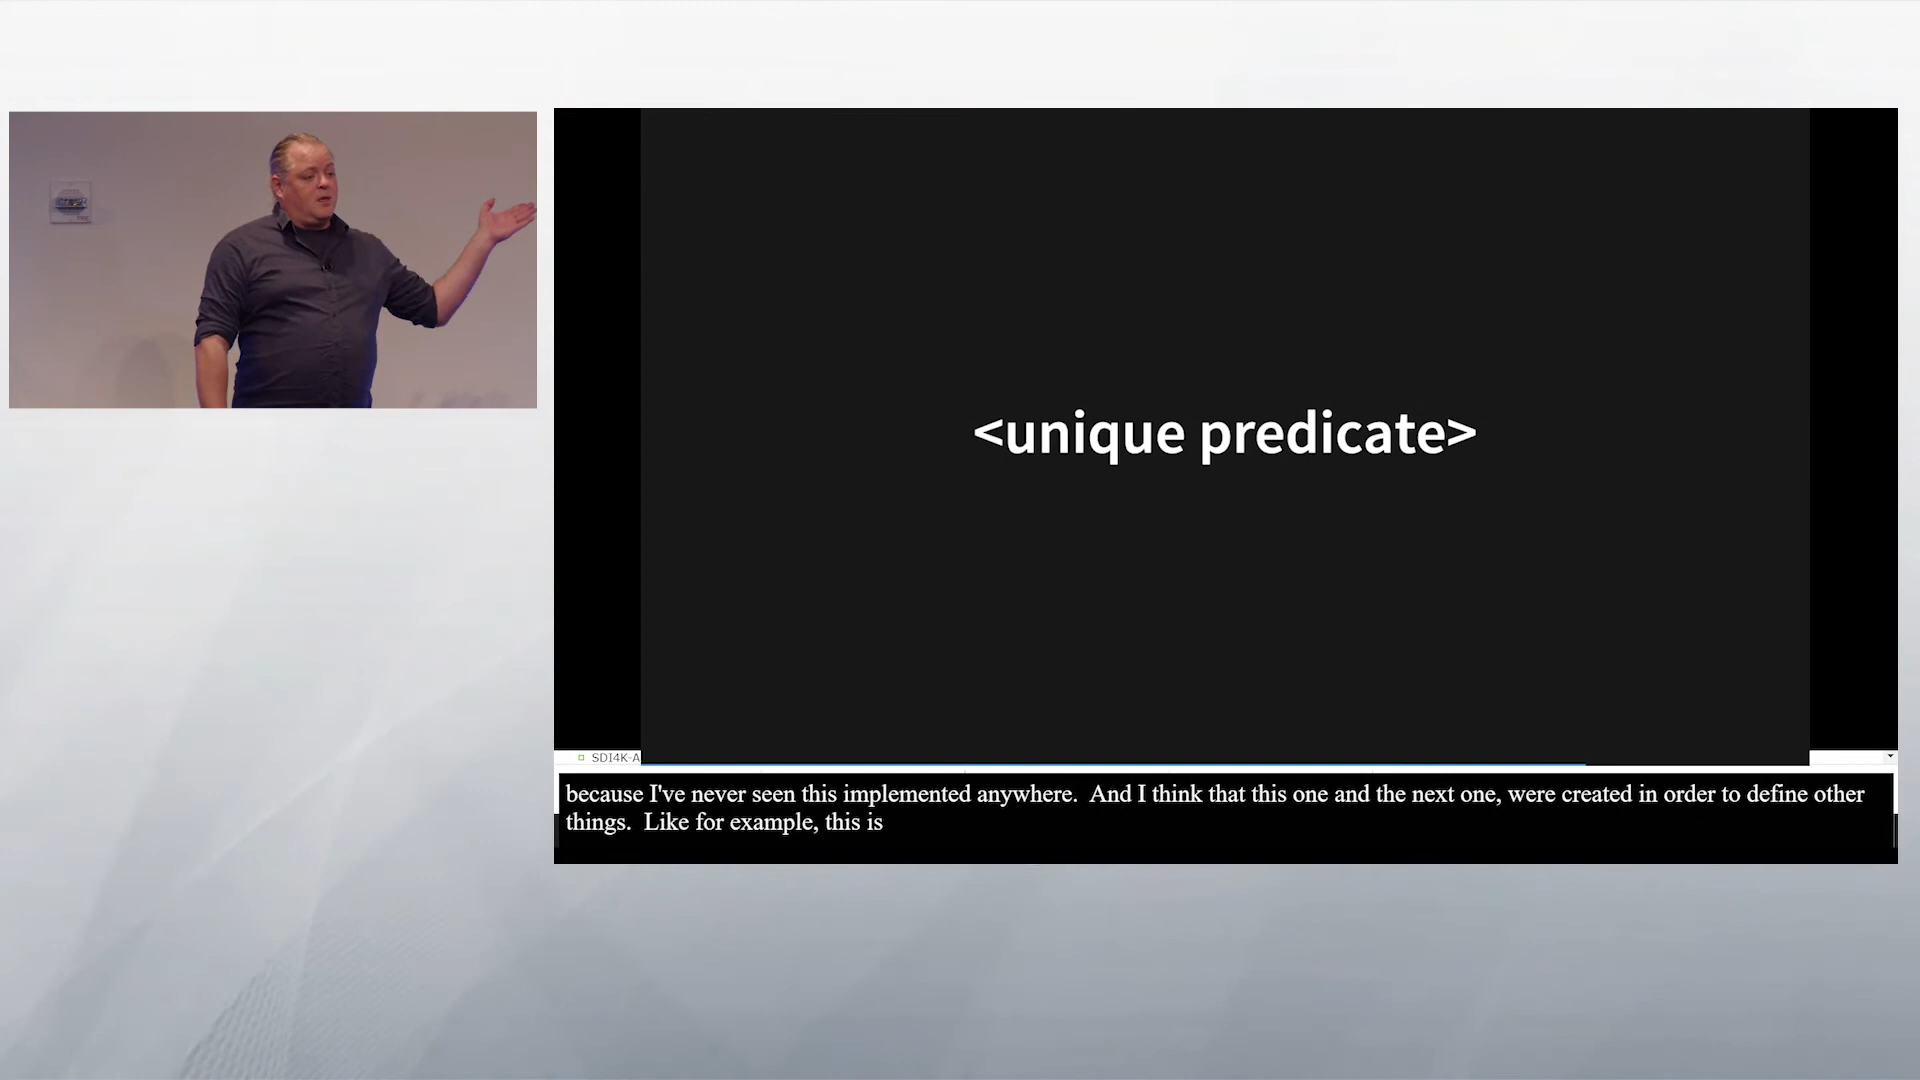 <unique predicate>
SDI4K-A
because I've never seen this implemented anywhere.  And I think that this one and the next one, were created in order to define other
things.  Like for example, this is